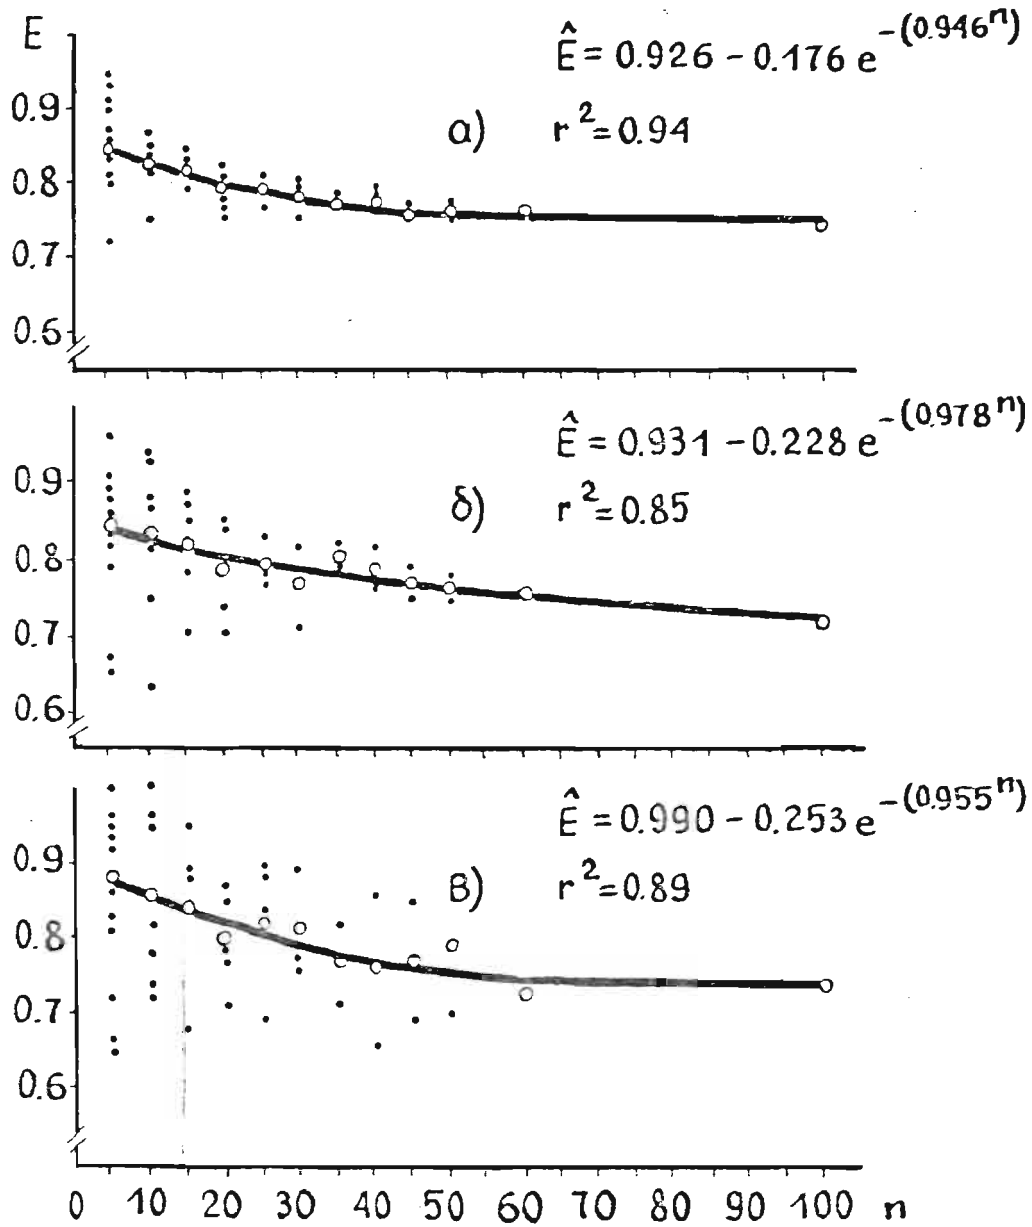 E
Ê = 0.926 - 0.176 e^-(0.946^n)
а) r² = 0.94
0.9
0.8
0.7
0.6
Ê = 0.931 - 0.228 e^-(0.978^n)
б) r² = 0.85
0.9
0.8
0.7
0.6
Ê = 0.990 - 0.253 e^-(0.955^n)
В) r² = 0.89
0.9
0.8
0.7
0.6
0 10 20 30 40 50 60 70 80 90 100 n